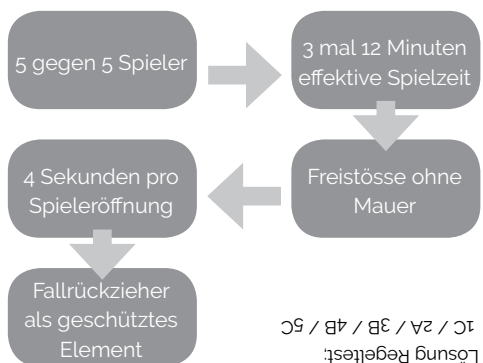 5 gegen 5 Spieler
3 mal 12 Minuten
effektive Spielzeit
Freistösse ohne
Mauer
4 Sekunden pro
Spieleröffnung
Fallrückzieher
als geschütztes
Element
Lösung Regeltest:
1C / 2A / 3B / 4B / 5C